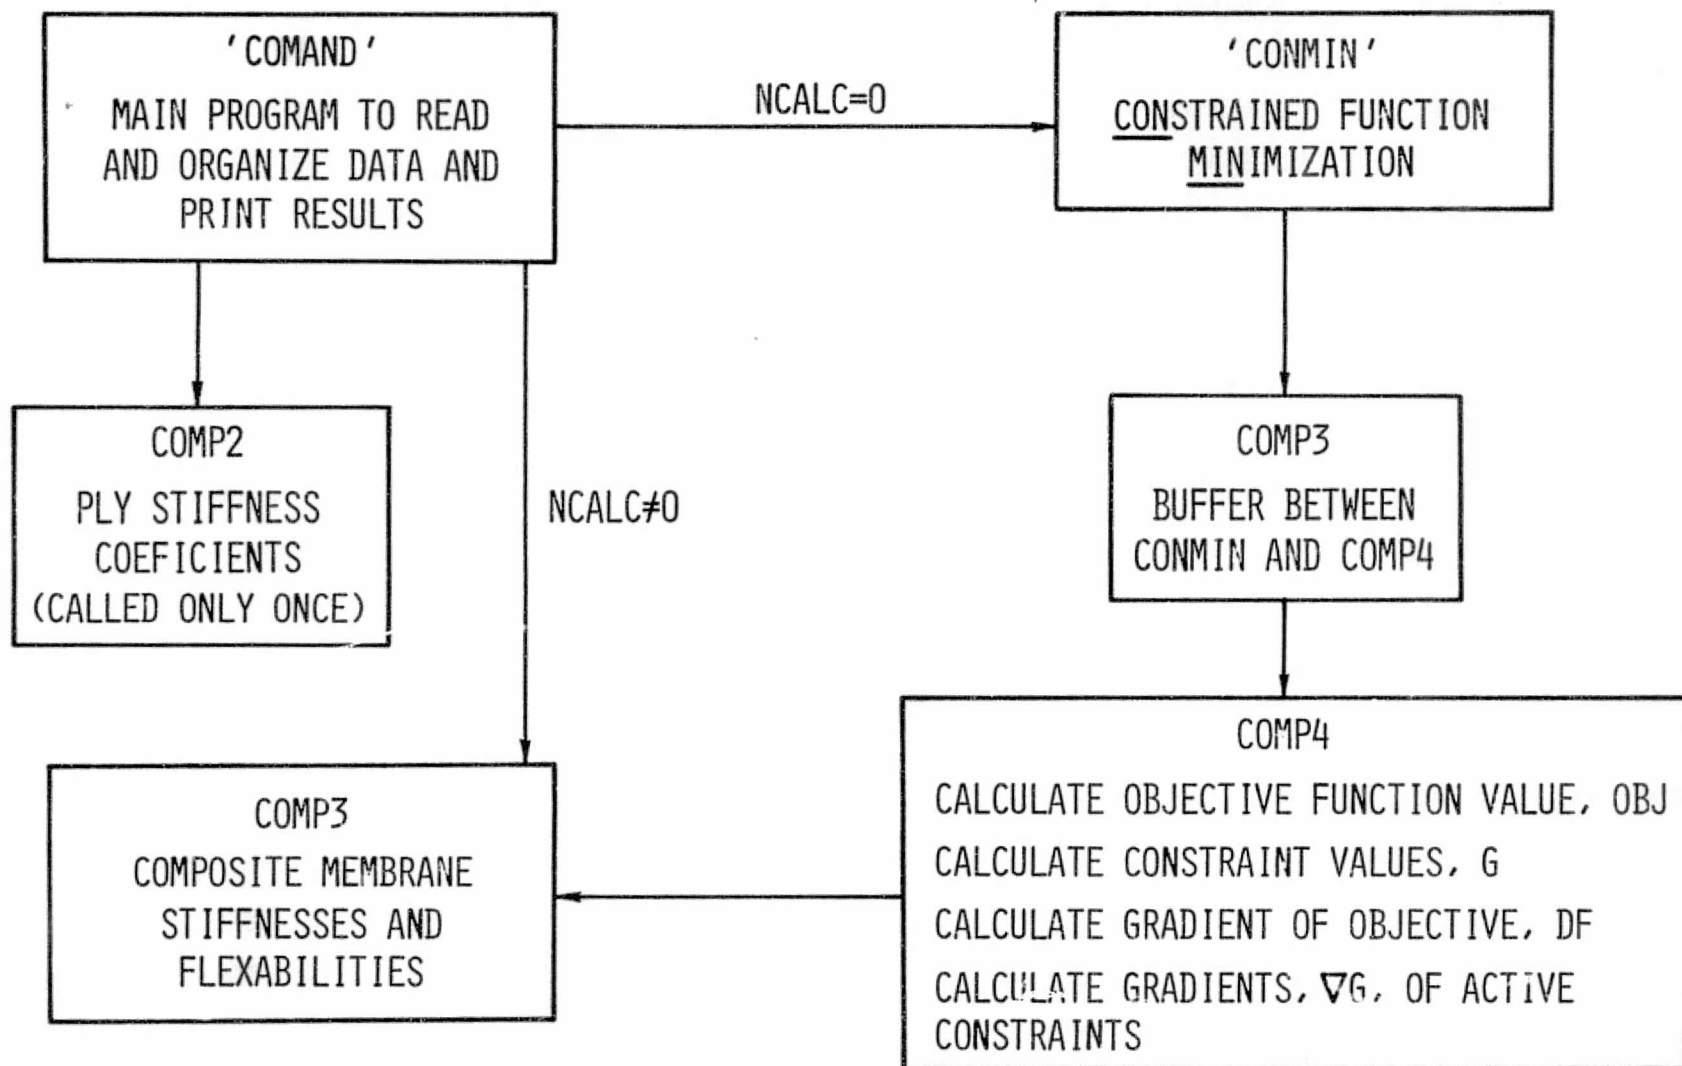 'COMAND'
MAIN PROGRAM TO READ
AND ORGANIZE DATA AND
PRINT RESULTS
NCALC=0
'CONMIN'
CONSTRAINED FUNCTION
MINIMIZATION
COMP2
PLY STIFFNESS
COEFICIENTS
(CALLED ONLY ONCE)
NCALC≠0
COMP3
BUFFER BETWEEN
CONMIN AND COMP4
COMP3
COMPOSITE MEMBRANE
STIFFNESSES AND
FLEXABILITIES
COMP4
CALCULATE OBJECTIVE FUNCTION VALUE, OBJ
CALCULATE CONSTRAINT VALUES, G
CALCULATE GRADIENT OF OBJECTIVE, DF
CALCULATE GRADIENTS, ∇G, OF ACTIVE
CONSTRAINTS